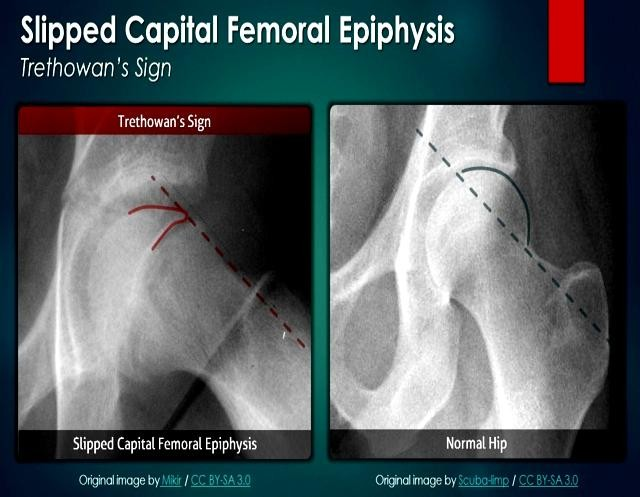 Slipped Capital Femoral Epiphysis
Trethowan's Sign
Trethowan's Sign
Slipped Capital Femoral Epiphysis
Normal Hip
Original image by Mikir / CC BY-SA 3.0
Original image by Scuba-limp / CC BY-SA 3.0